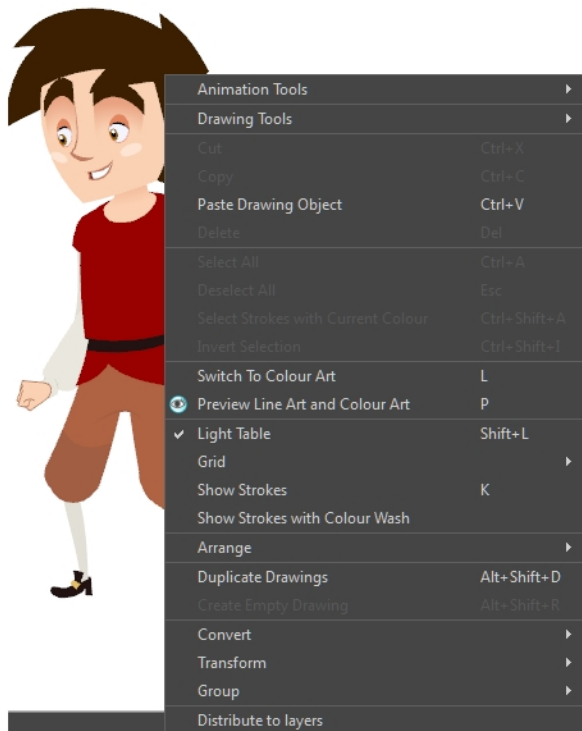 Animation Tools
Drawing Tools
Cut Ctrl+X
Copy Ctrl+C
Paste Drawing Object Ctrl+V
Delete Del
Select All Ctrl+A
Deselect All Esc
Select Strokes with Current Colour Ctrl+Shift+A
Invert Selection Ctrl+Shift+I
Switch To Colour Art L
Preview Line Art and Colour Art P
Light Table Shift+L
Grid
Show Strokes K
Show Strokes with Colour Wash
Arrange
Duplicate Drawings Alt+Shift+D
Create Empty Drawing Alt+Shift+R
Convert
Transform
Group
Distribute to layers